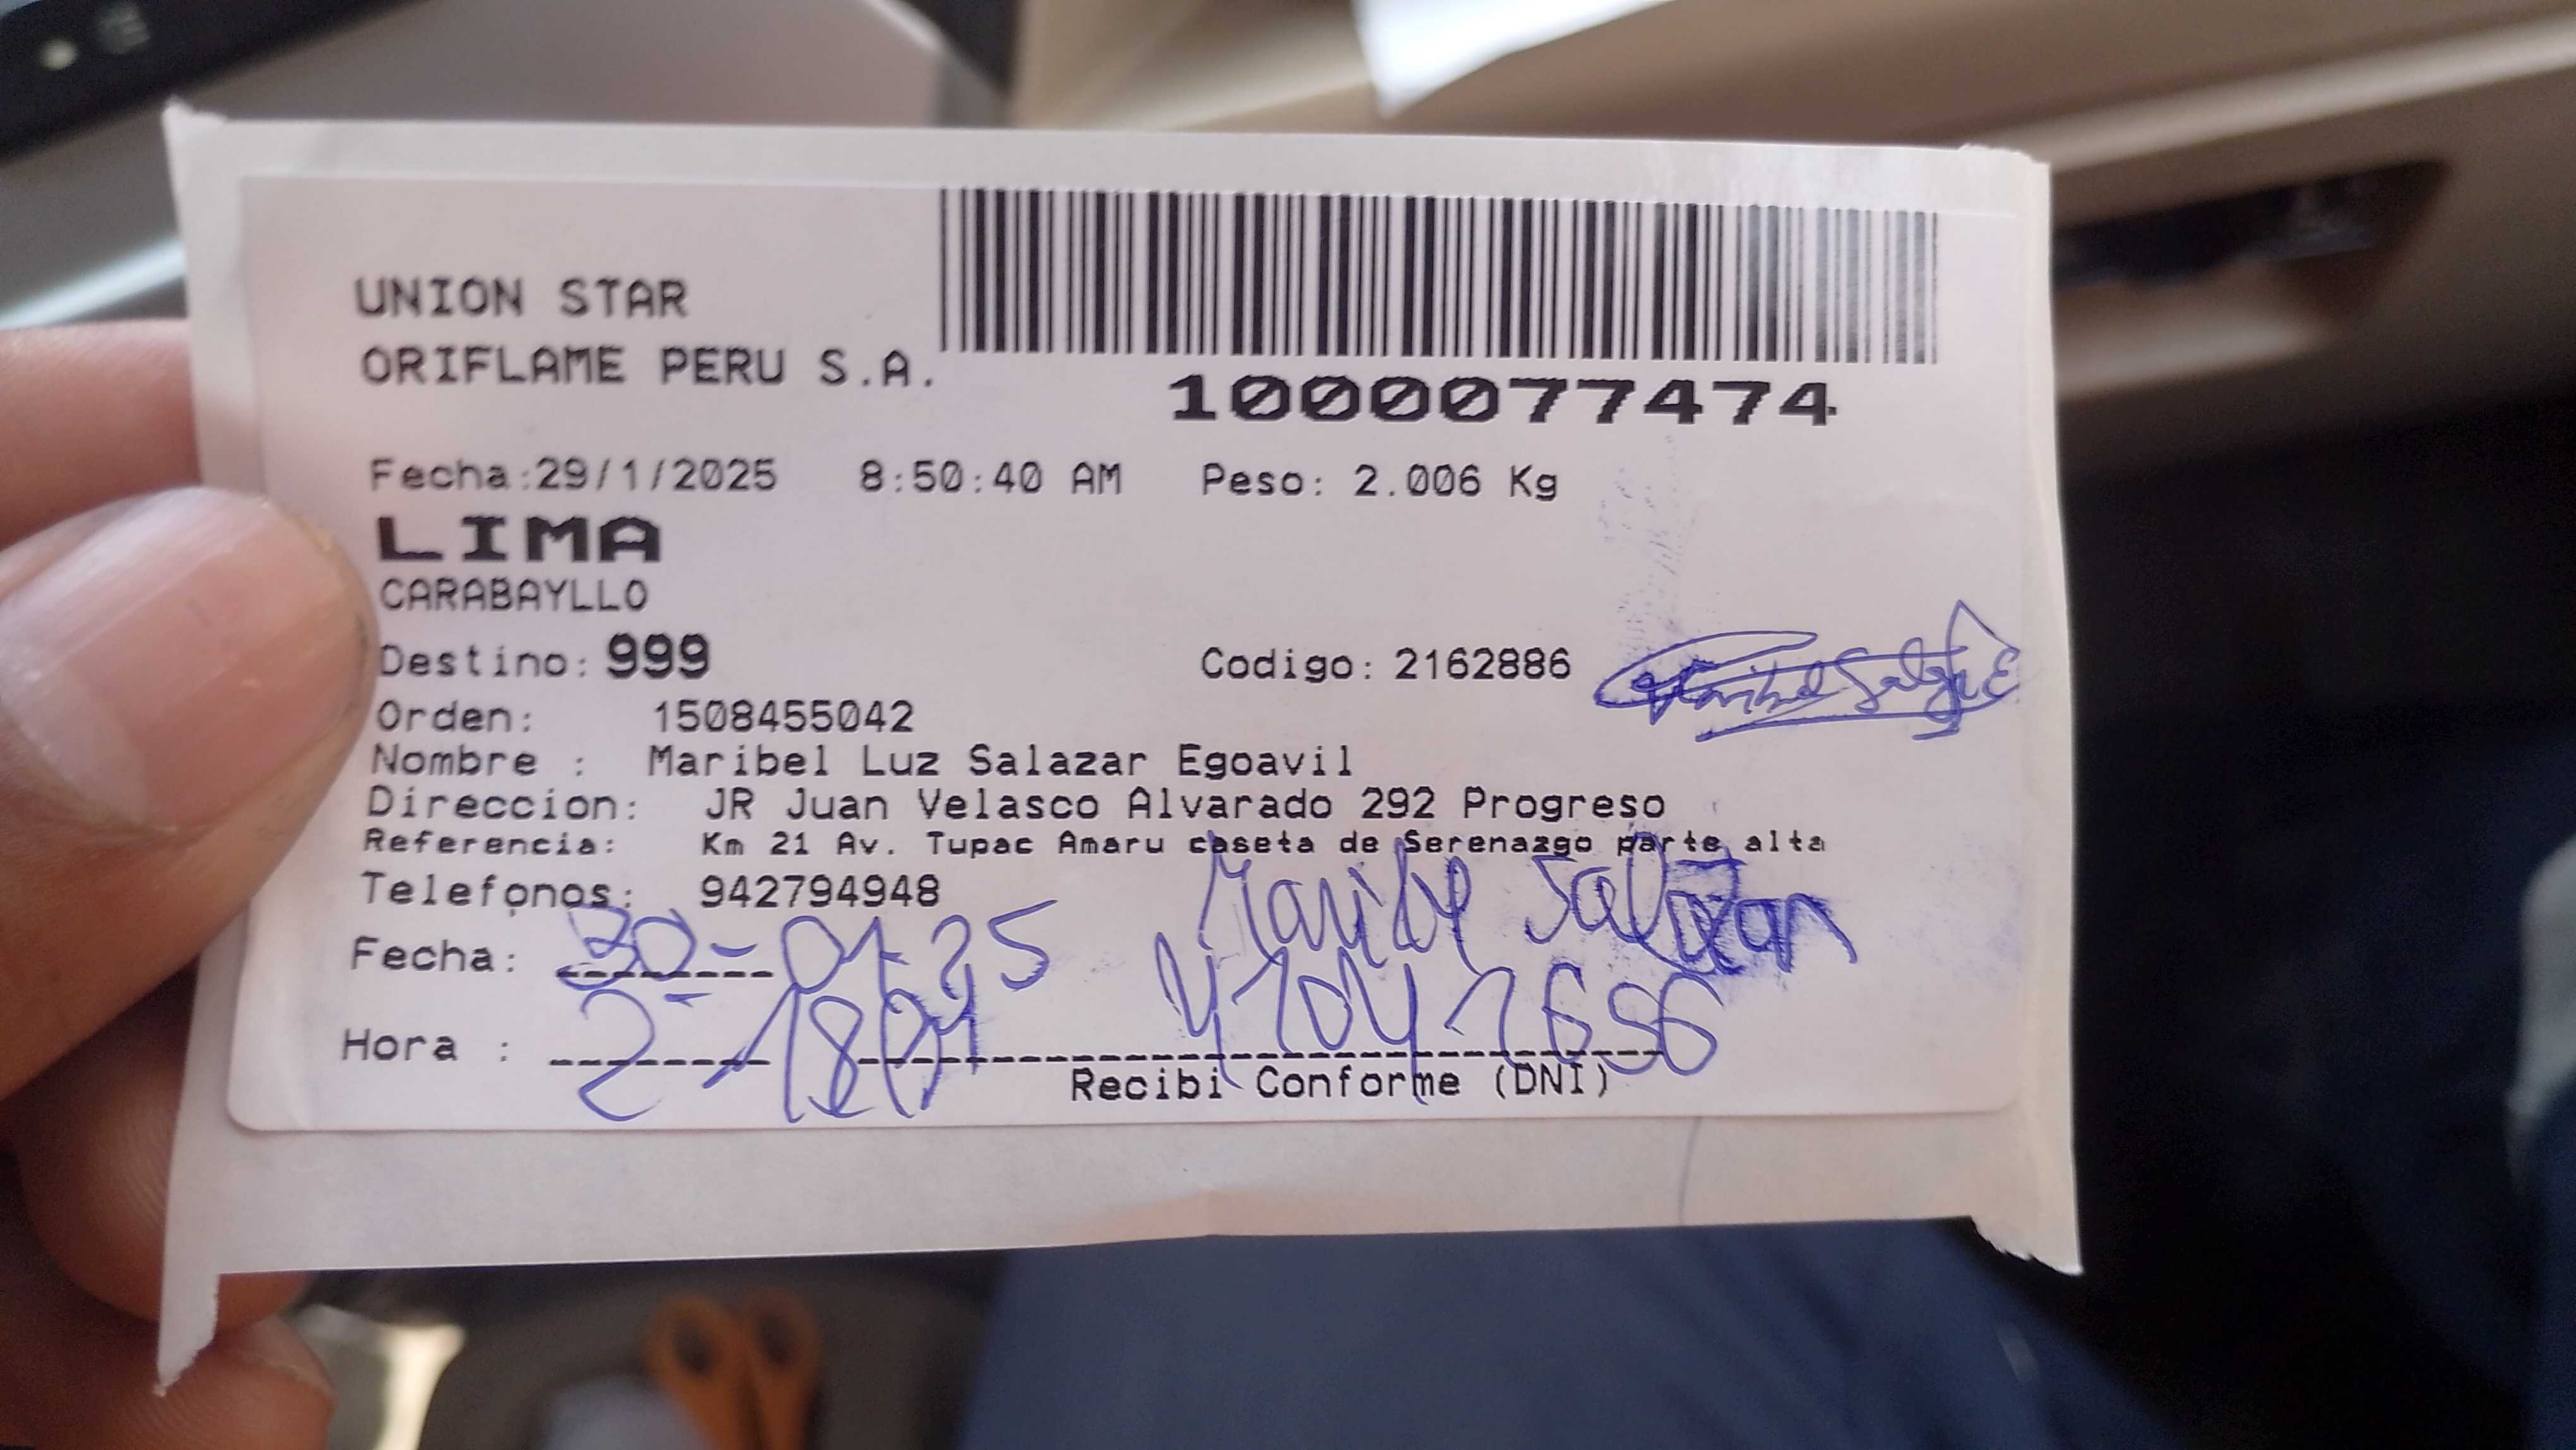 UNION STAR
ORIFLAME PERU S.A.
1000077474
Fecha:29/1/2025 8:50:40 AM Peso: 2.006 Kg
LIMA
CARABAYLLO
Destino: 999 Codigo: 2162886
Orden: 1508455042
Nombre : Maribel Luz Salazar Egoavil
Direccion: JR Juan Velasco Alvarado 292 Progreso
Referencia: Km 21 Av. Tupac Amaru caseta de Serenazgo parte alta
Telefonos: 942794948
Salazar
Fecha: 30-01-25
Hora :
Recibi Conforme (DNI)